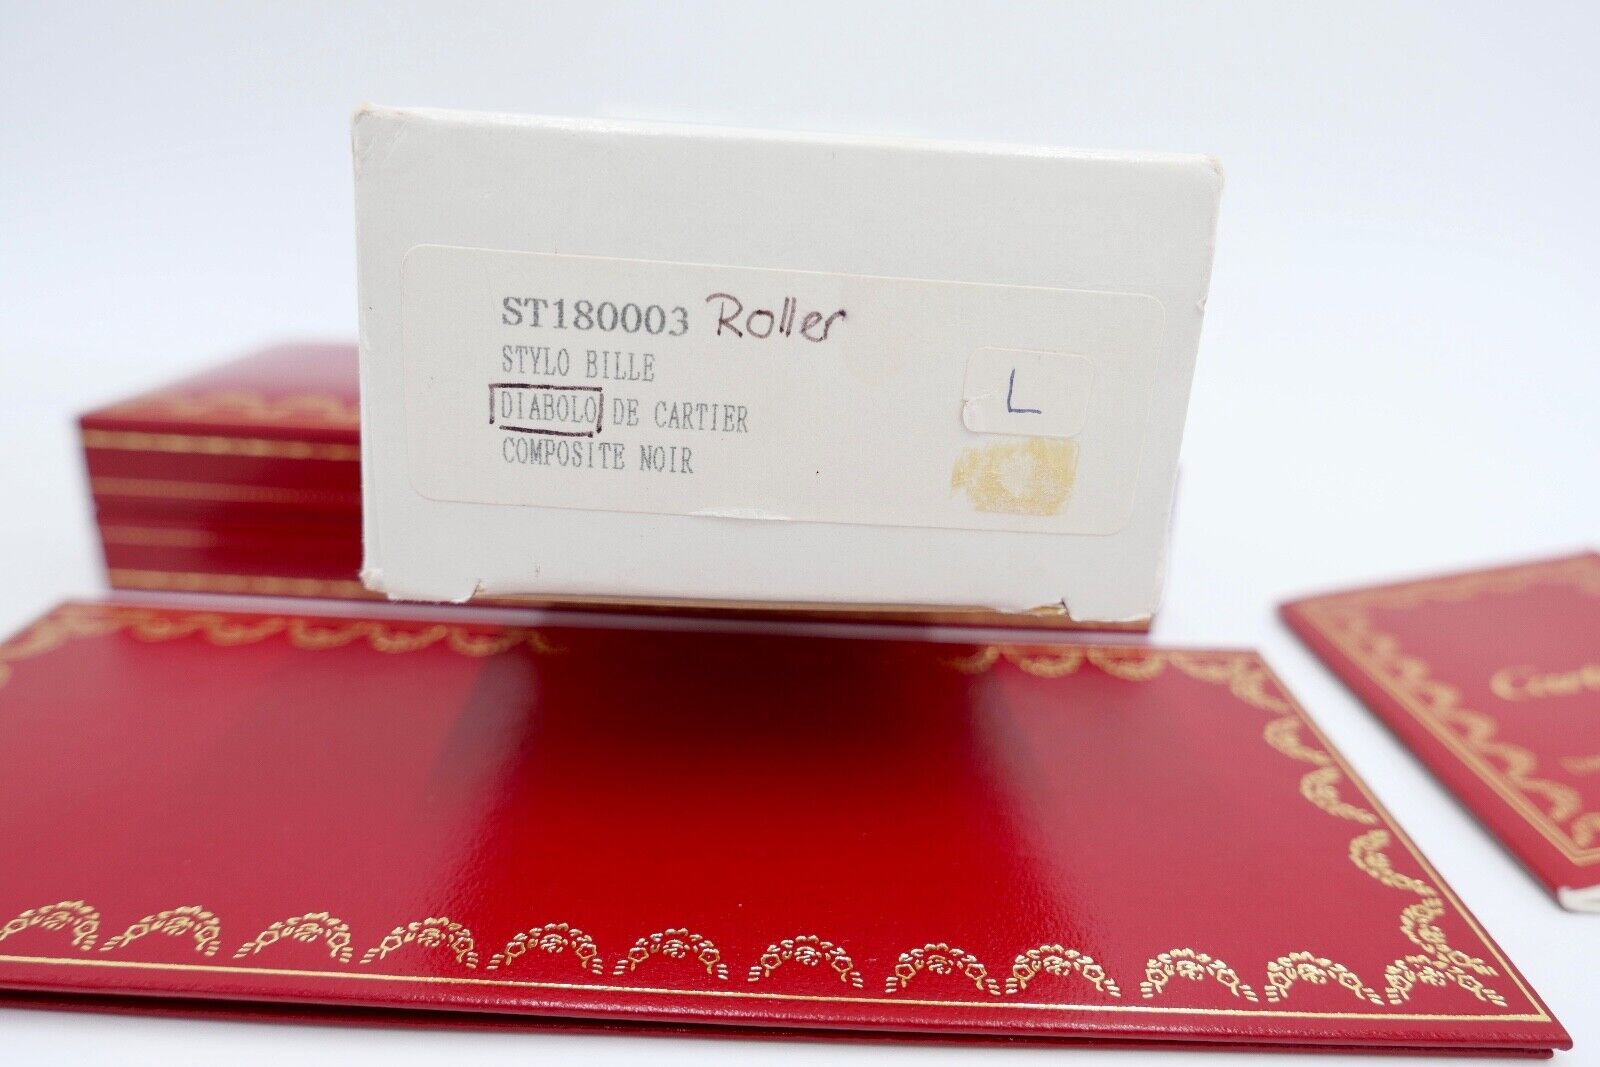 ST180003 Roller
STYLO BILLE
DIABOLO DE CARTIER
COMPOSITE NOIR
L